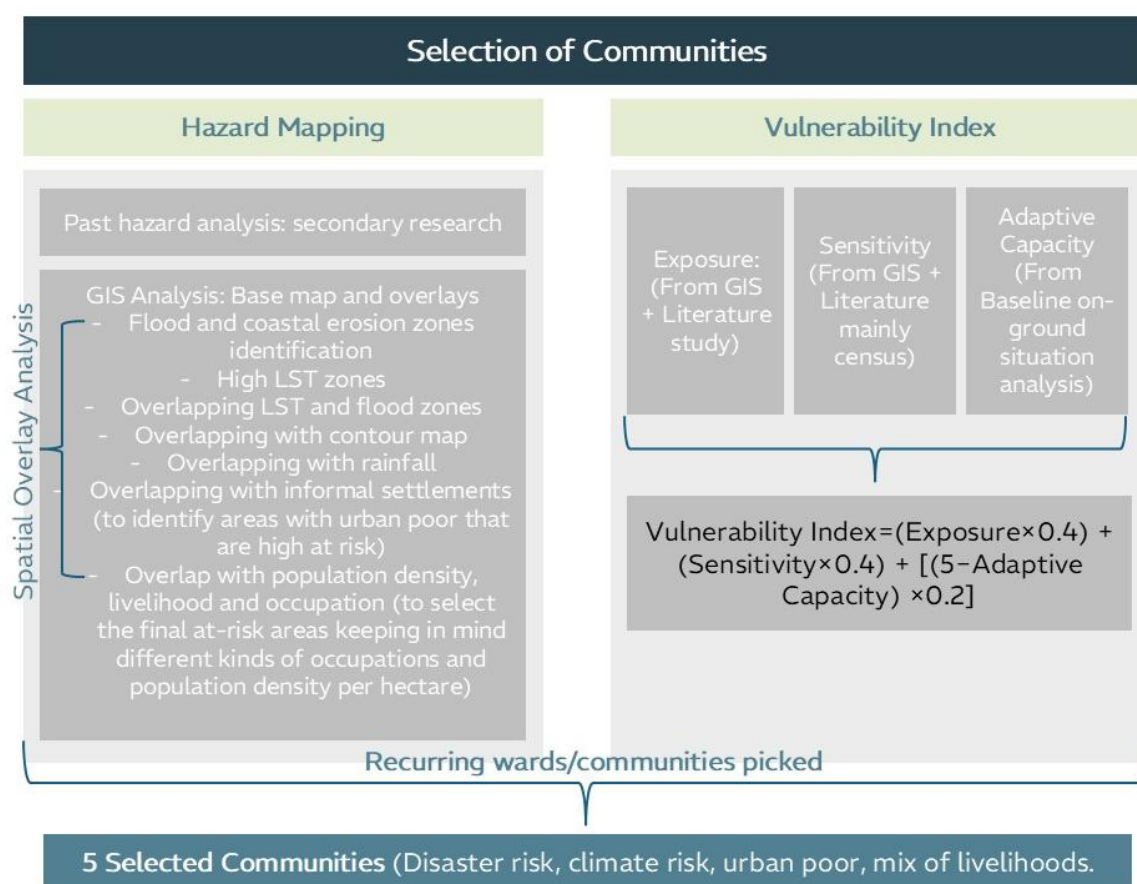 Selection of Communities
Hazard Mapping
Past hazard analysis: secondary research
Spatial Overlay Analysis
GIS Analysis: Base map and overlays
- Flood and coastal erosion zones
identification
- High LST zones
- Overlapping LST and flood zones
- Overlapping with contour map
- Overlapping with rainfall
- Overlapping with informal settlements
(to identify areas with urban poor that
are high at risk)
- Overlap with population density,
livelihood and occupation (to select
the final at-risk areas keeping in mind
different kinds of occupations and
population density per hectare)
Vulnerability Index
Exposure:
(From GIS
+ Literature
study)
Sensitivity
(From GIS +
Literature
mainly
census)
Adaptive
Capacity
(From
Baseline on-
ground
situation
analysis)
Vulnerability Index=(Exposure×0.4) +
(Sensitivity×0.4) + [(5−Adaptive
Capacity) ×0.2]
Recurring wards/communities picked
5 Selected Communities (Disaster risk, climate risk, urban poor, mix of livelihoods.